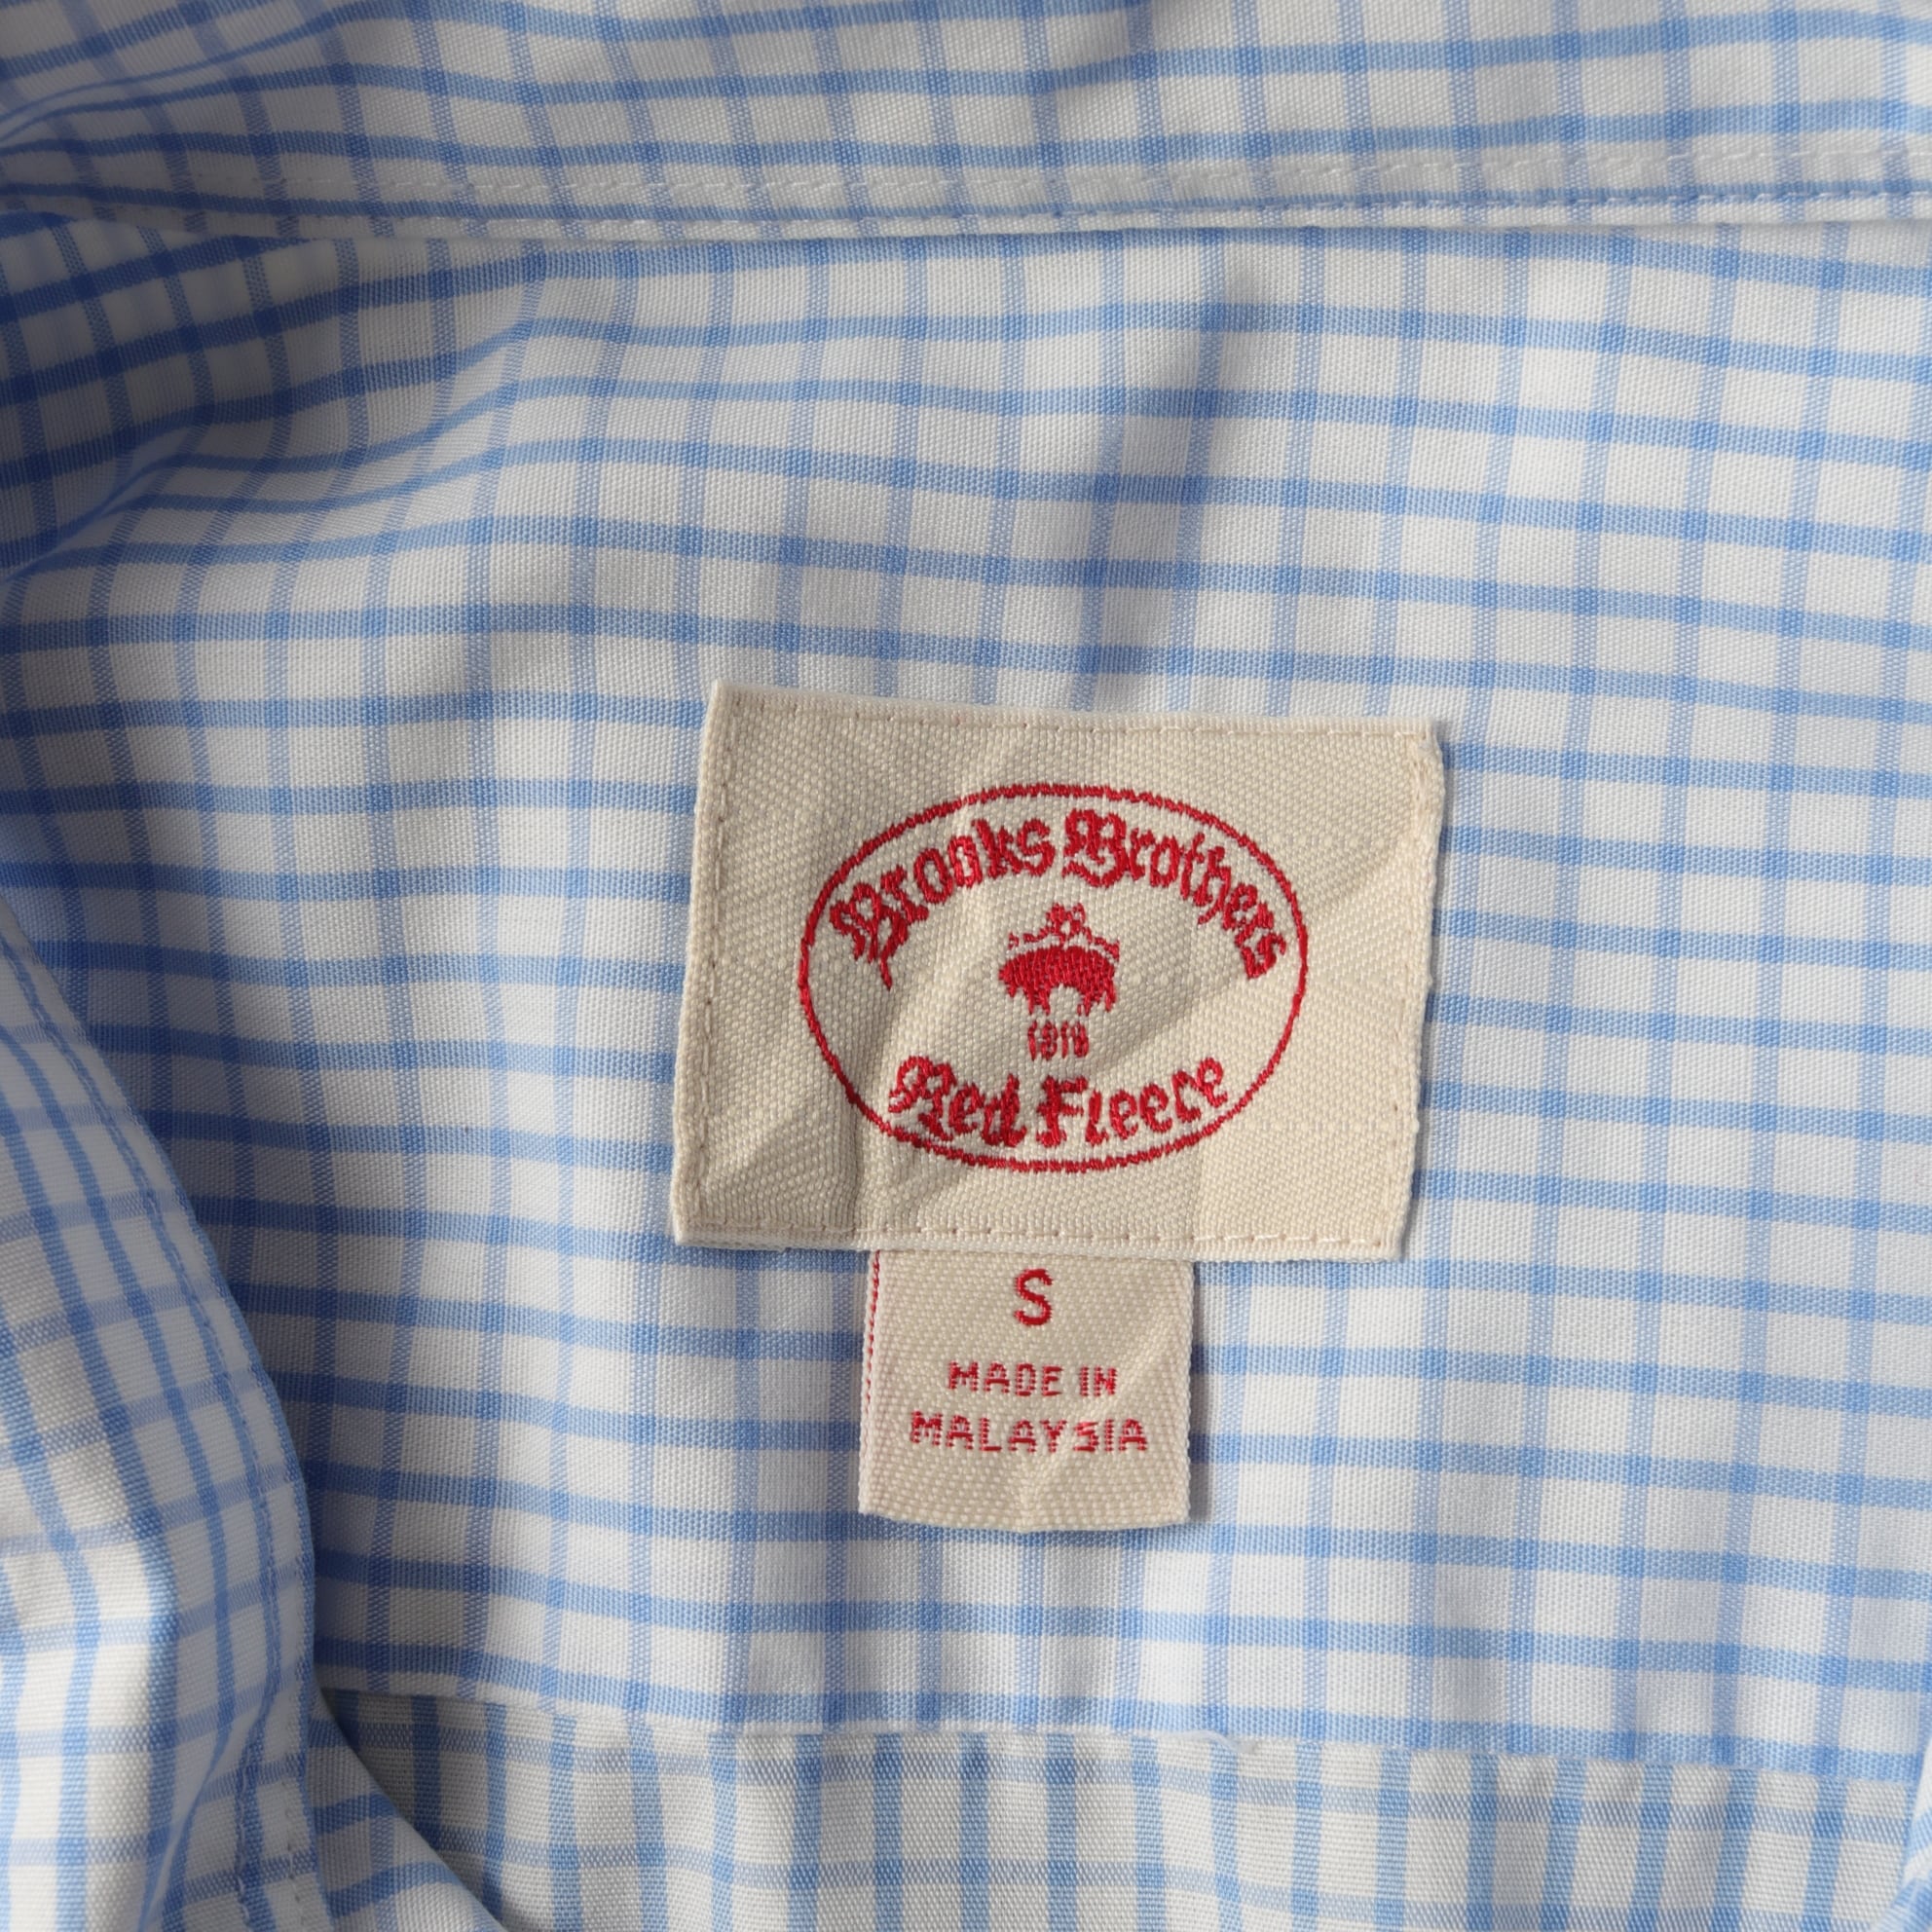 Brooks Brothers
1818
Red Fleece
S
MADE IN
MALAYSIA